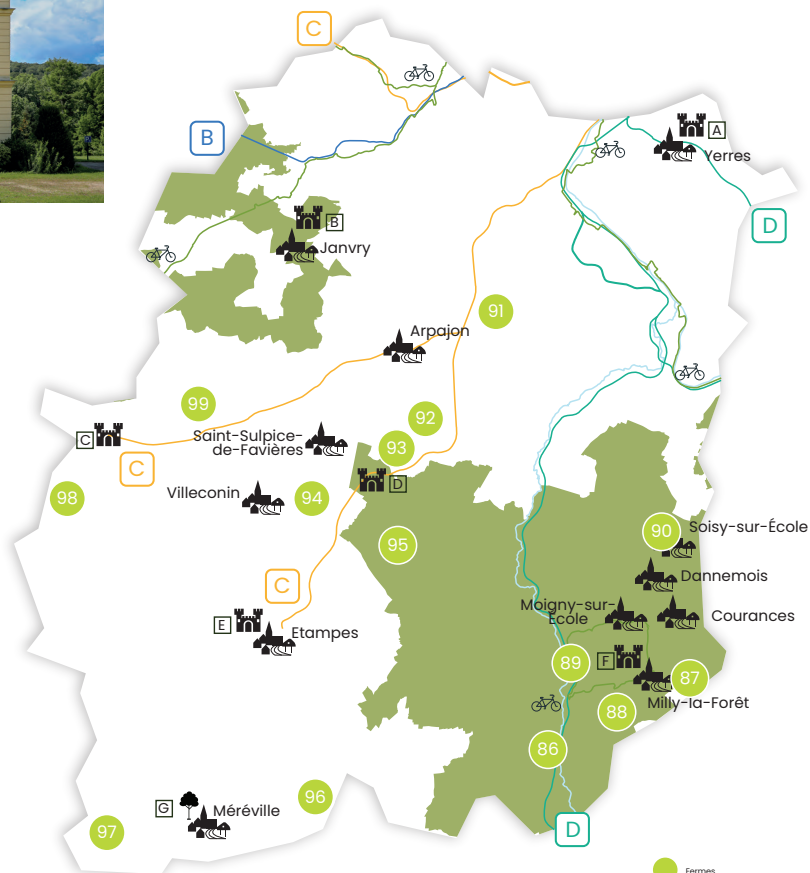 C
B
A
Yerres
D
B
Janvry
91
Arpajon
99
92
C
Saint-Sulpice-
de-Favières
93
C
D
98
Villeconin
94
90
Soisy-sur-École
95
Dannemois
C
Moigny-sur-
École
Courances
E
Etampes
89
F
87
Milly-la-Forêt
88
86
96
G
Méréville
97
D
Fermes